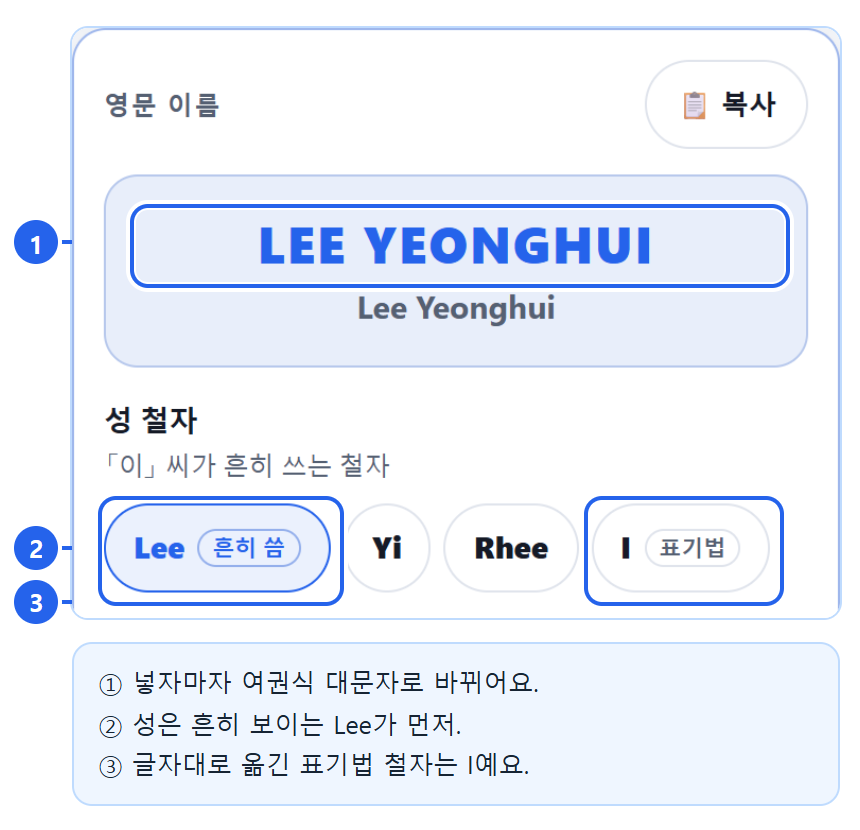 영문 이름
📋 복사
1
LEE YEONGHUI
Lee Yeonghui
성 철자
「이」 씨가 흔히 쓰는 철자
2
Lee 흔히 씀 Yi Rhee I 표기법
3
① 넣자마자 여권식 대문자로 바뀌어요.
② 성은 흔히 보이는 Lee가 먼저.
③ 글자대로 옮긴 표기법 철자는 I예요.